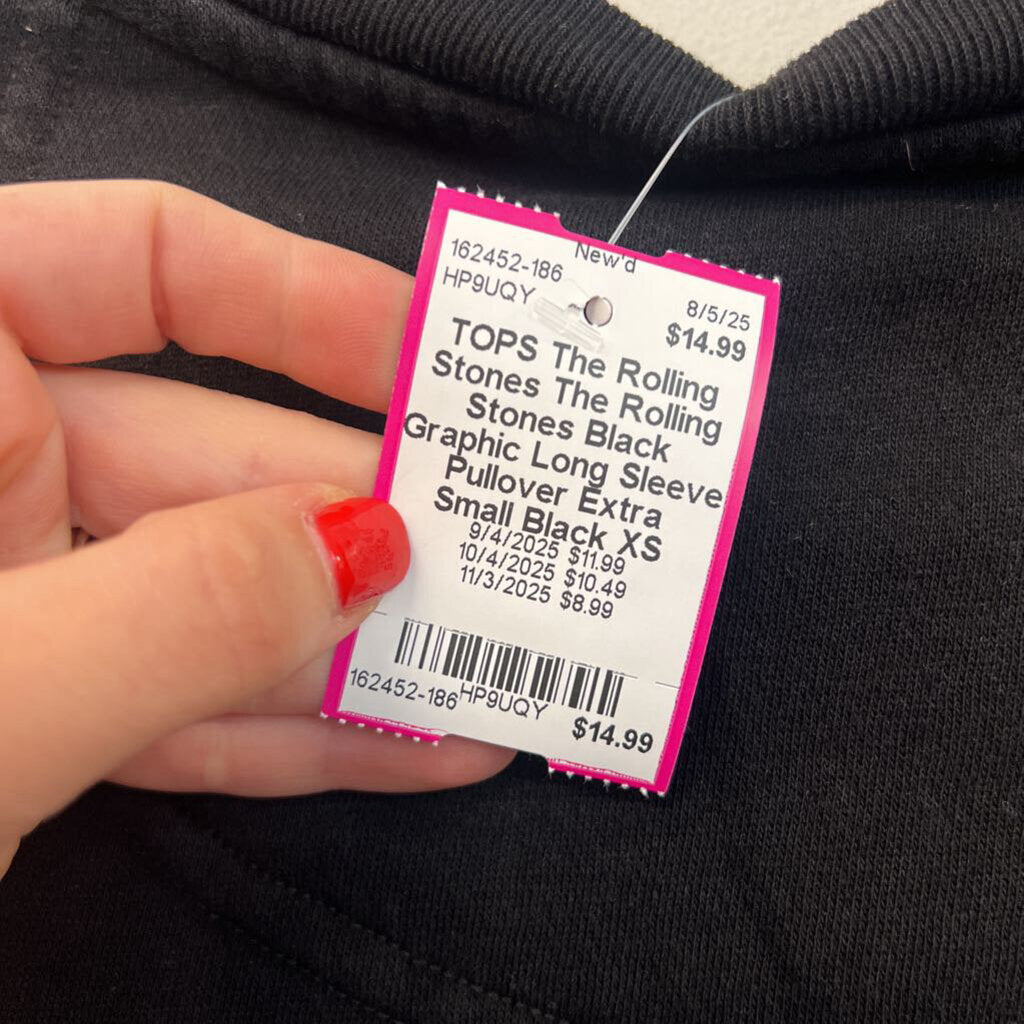 New'd
162452-186
HP9UQY
8/5/25
$14.99
TOPS The Rolling
Stones The Rolling
Stones Black
Graphic Long Sleeve
Pullover Extra
Small Black XS
9/4/2025 $11.99
10/4/2025 $10.49
11/3/2025 $8.99
162452-186 HP9UQY $14.99